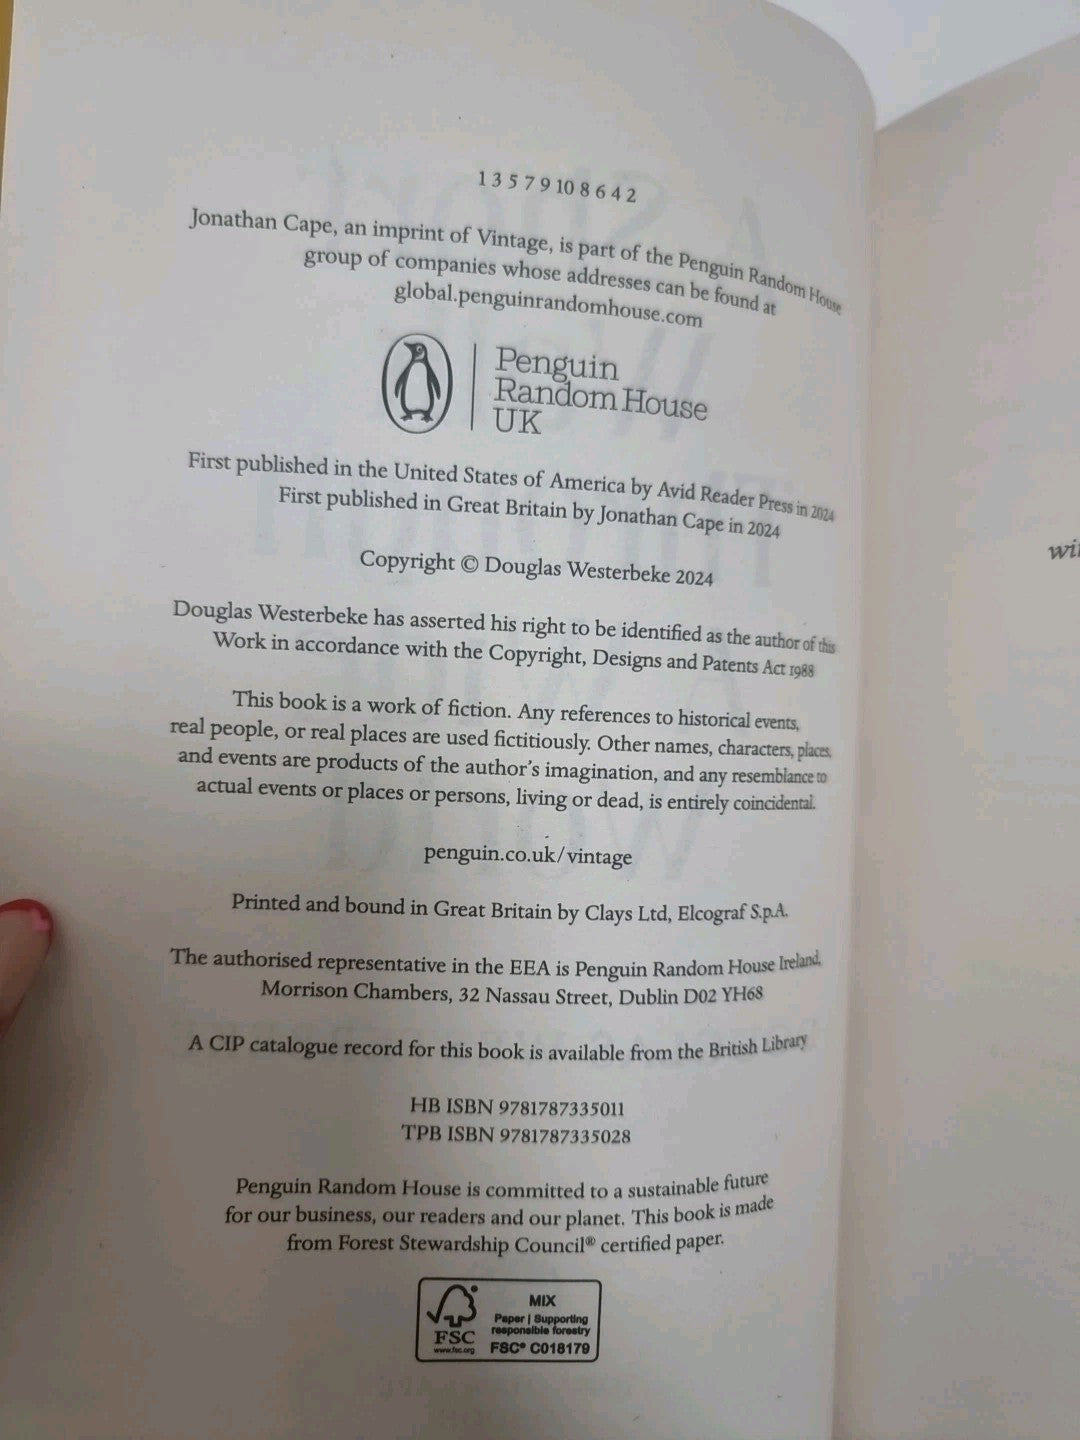 1 3 5 7 9 10 8 6 4 2
Jonathan Cape, an imprint of Vintage, is part of the Penguin Random House
group of companies whose addresses can be found at
global.penguinrandomhouse.com
Penguin
Random House
UK
First published in the United States of America by Avid Reader Press in 2024
First published in Great Britain by Jonathan Cape in 2024
Copyright © Douglas Westerbeke 2024
Douglas Westerbeke has asserted his right to be identified as the author of this
Work in accordance with the Copyright, Designs and Patents Act 1988
This book is a work of fiction. Any references to historical events,
real people, or real places are used fictitiously. Other names, characters, places,
and events are products of the author's imagination, and any resemblance to
actual events or places or persons, living or dead, is entirely coincidental.
penguin.co.uk/vintage
Printed and bound in Great Britain by Clays Ltd, Elcograf S.p.A.
The authorised representative in the EEA is Penguin Random House Ireland,
Morrison Chambers, 32 Nassau Street, Dublin D02 YH68
A CIP catalogue record for this book is available from the British Library
HB ISBN 9781787335011
TPB ISBN 9781787335028
Penguin Random House is committed to a sustainable future
for our business, our readers and our planet. This book is made
from Forest Stewardship Council® certified paper.
MIX
Paper | Supporting
responsible forestry
FSC
www.fsc.org
FSC® C018179